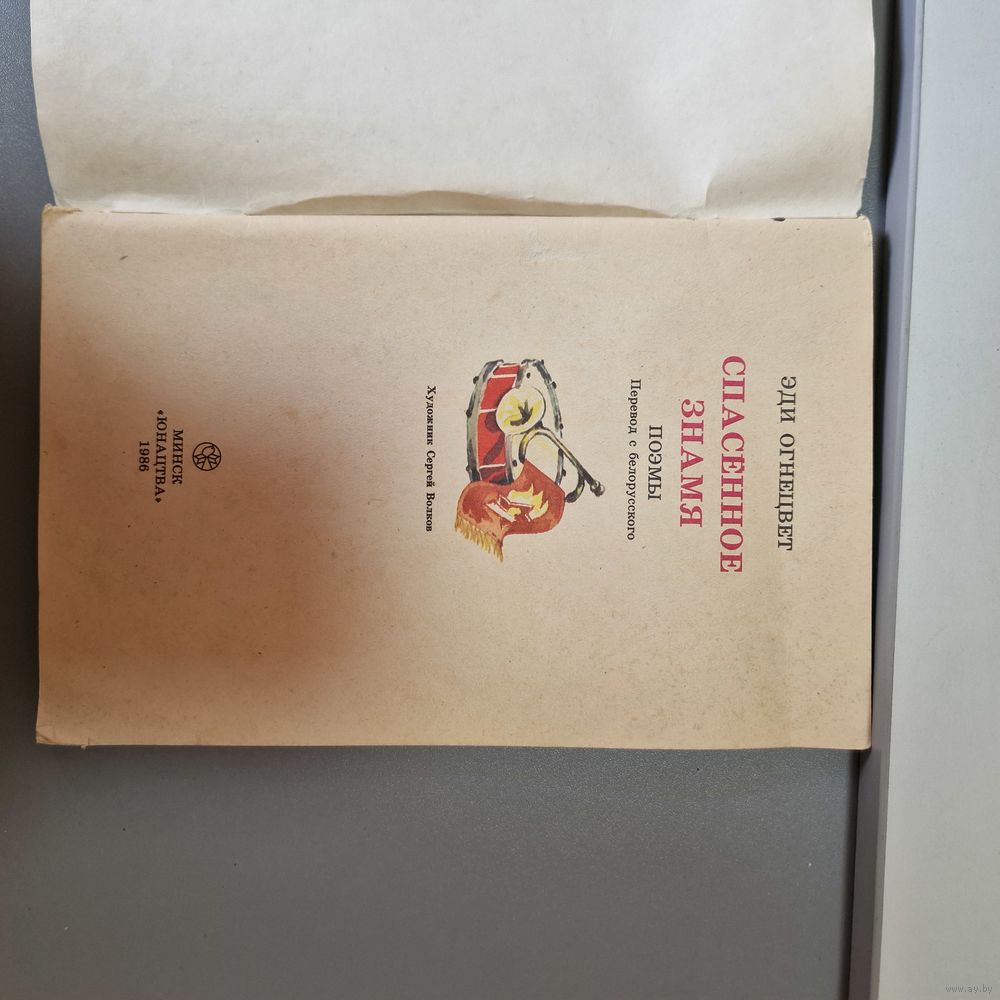 ЭДИ ОГНЕЦВЕТ
СПАСЁННОЕ
ЗНАМЯ
ПОЭМЫ
Перевод с белорусского
Художник Сергей Волков
МИНСК
«ЮНАЦТВА»
1986
www.ay.by